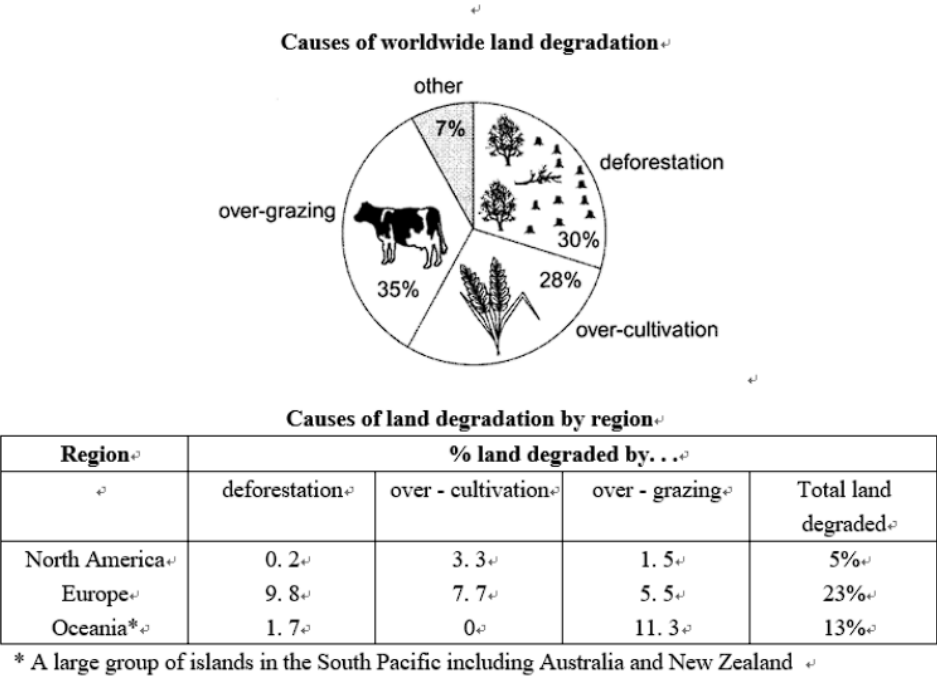 Causes of worldwide land degradation
other
7%
deforestation
over-grazing
30%
28%
35%
over-cultivation
Causes of land degradation by region
Region % land degraded by. . .
deforestation over - cultivation over - grazing Total land
degraded
North America 0. 2 3. 3 1. 5 5%
Europe 9. 8 7. 7 5. 5 23%
Oceania* 1. 7 0 11. 3 13%
* A large group of islands in the South Pacific including Australia and New Zealand